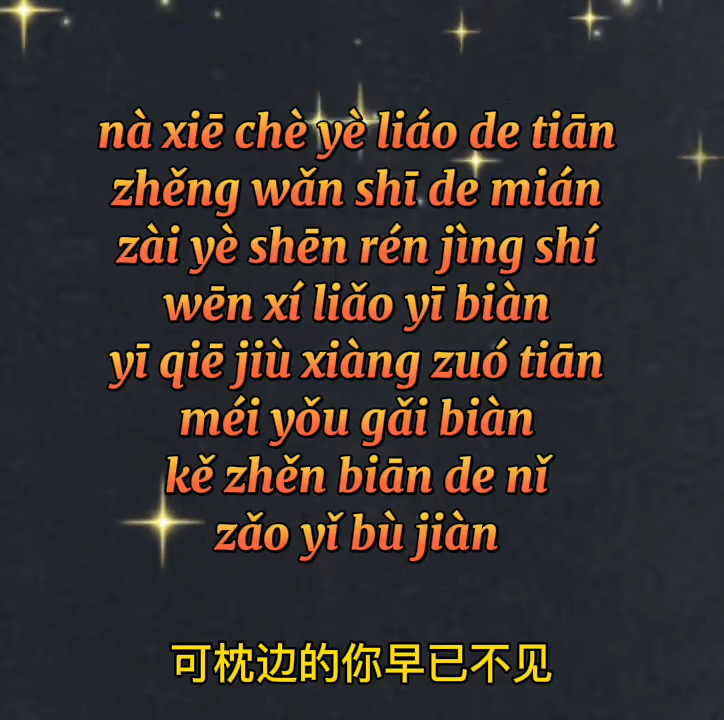 nà xiē chè yè liáo de tiān
zhěng wǎn shī de mián
zài yè shēn rén jìng shí
wēn xí liǎo yī biàn
yī qiē jiù xiàng zuó tiān
méi yǒu gǎi biàn
kě zhěn biān de nǐ
zǎo yǐ bù jiàn
可枕边的你早已不见